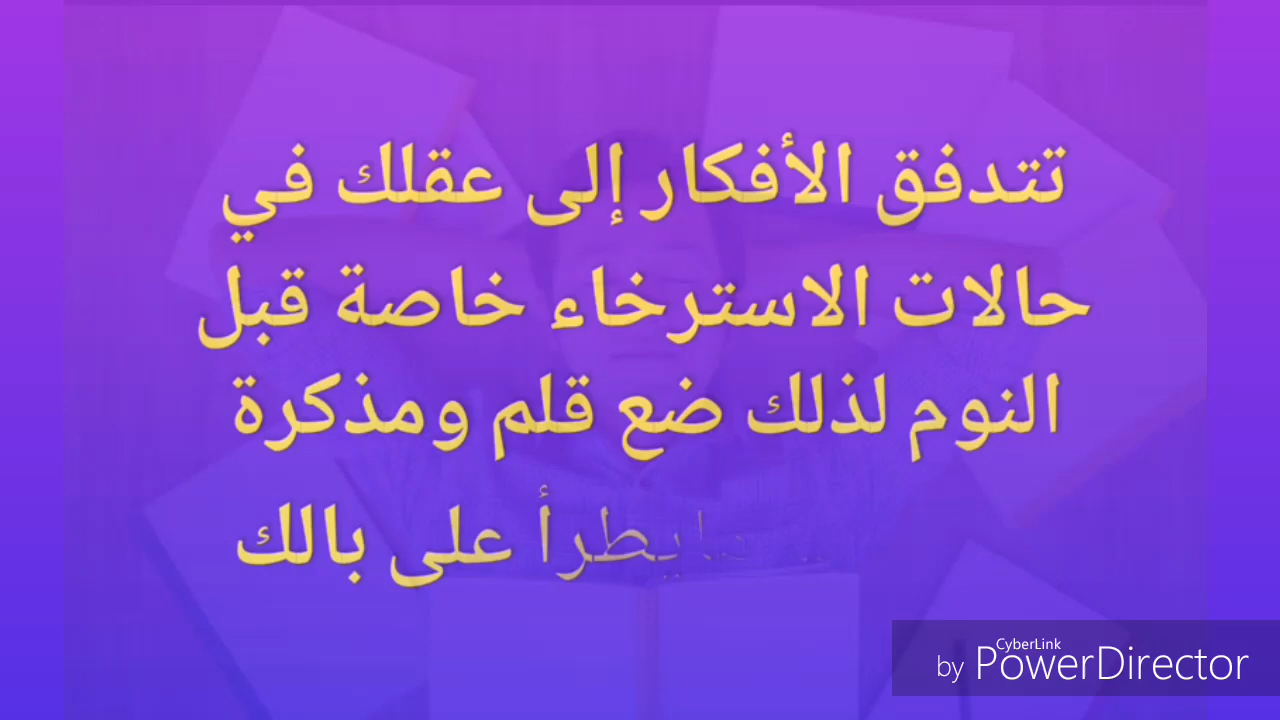 تتدفق الأفكار إلى عقلك في
حالات الاسترخاء خاصة قبل
النوم لذلك ضع قلم ومذكرة
مايطرأ على بالك
CyberLink
by PowerDirector